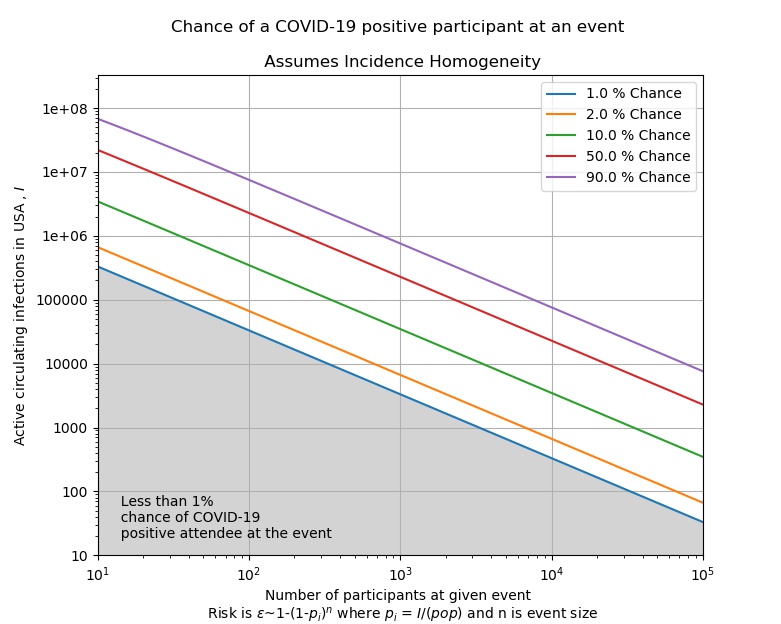 Chance of a COVID-19 positive participant at an event
Assumes Incidence Homogeneity
1.0 % Chance
2.0 % Chance
10.0 % Chance
50.0 % Chance
90.0 % Chance
Active circulating infections in USA , I
1e+08
1e+07
1e+06
100000
10000
1000
100
10
Less than 1%
chance of COVID-19
positive attendee at the event
10¹ 10² 10³ 10⁴ 10⁵
Number of participants at given event
Risk is ε~1-(1-pᵢ)ⁿ where pᵢ = I/(pop) and n is event size